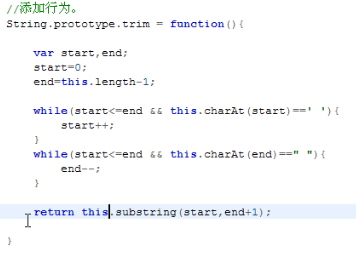 //添加行为。
String.prototype.trim = function(){
var start,end;
start=0;
end=this.length-1;
while(start<=end && this.charAt(start)==' '){
start++;
}
while(start<=end && this.charAt(end)==" "){
end--;
}
return this.substring(start,end+1);
}